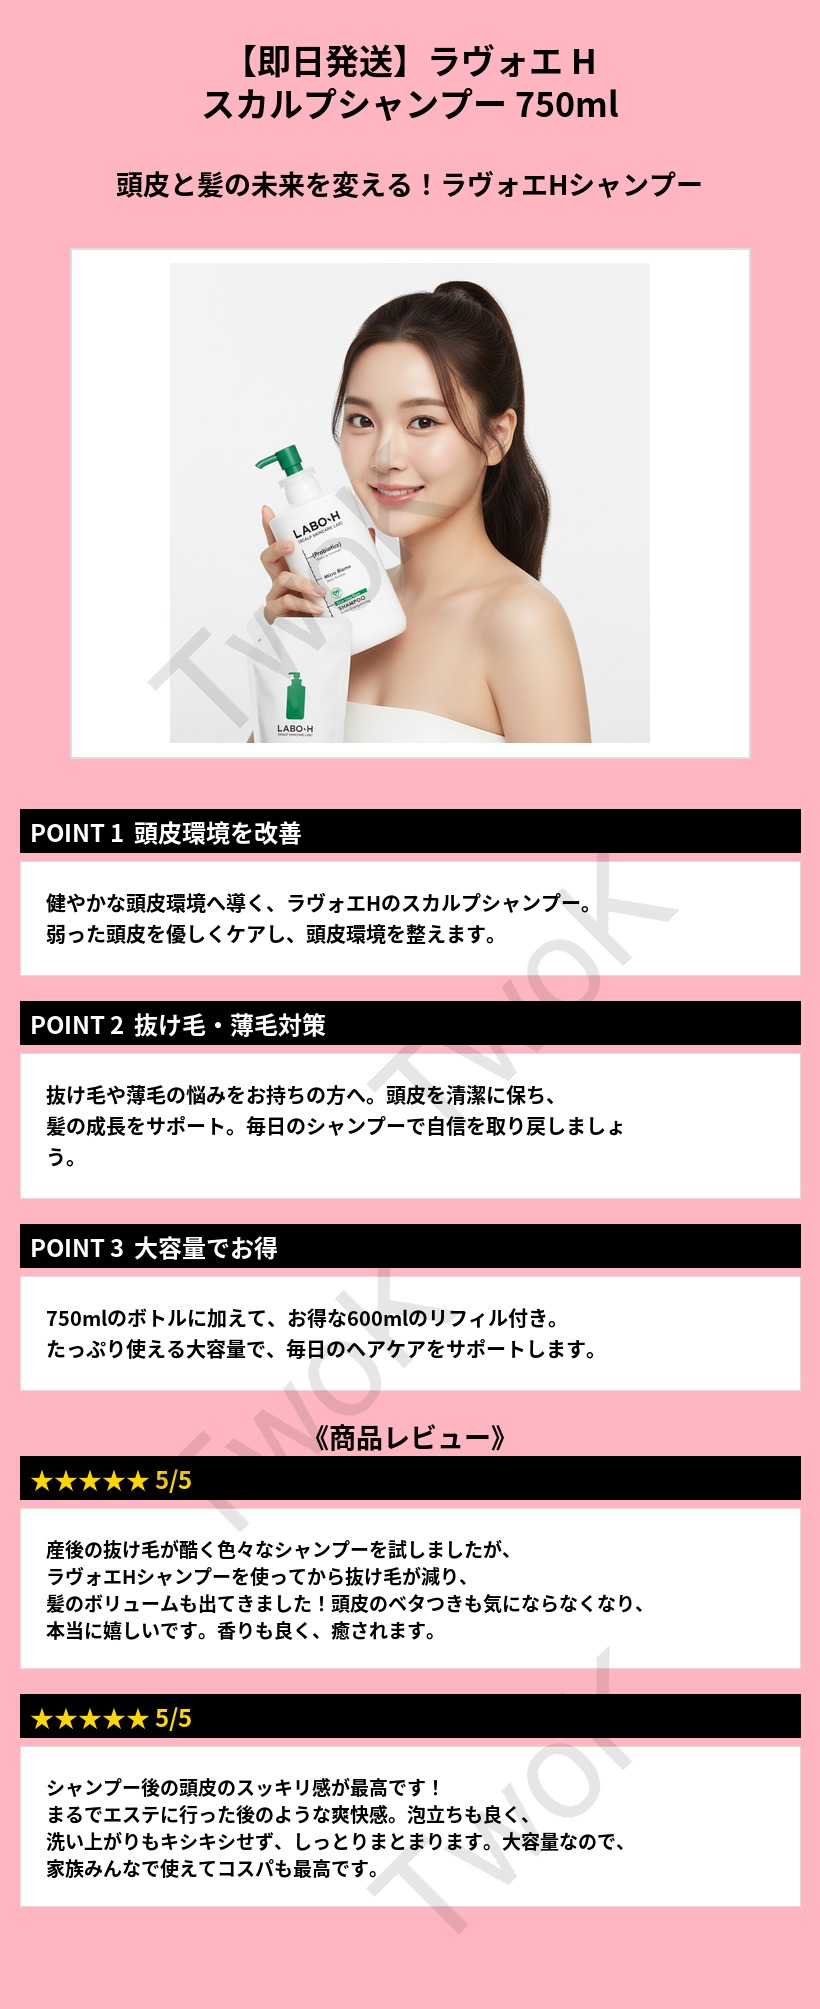 【即日発送】ラヴォエ H
スカルプシャンプー 750ml
頭皮と髪の未来を変える！ラヴォエHシャンプー
LABO-H
(SCALP SKINCARE LAB)
(Probiotics)
Micro Biome
SHAMPOO
LABO-H
(SCALP SKINCARE LAB)
TwoK
POINT 1 頭皮環境を改善
健やかな頭皮環境へ導く、ラヴォエHのスカルプシャンプー。
弱った頭皮を優しくケアし、頭皮環境を整えます。
TwoK
POINT 2 抜け毛・薄毛対策
抜け毛や薄毛の悩みをお持ちの方へ。頭皮を清潔に保ち、
髪の成長をサポート。毎日のシャンプーで自信を取り戻しましょ
う。
POINT 3 大容量でお得
750mlのボトルに加えて、お得な600mlのリフィル付き。
たっぷり使える大容量で、毎日のヘアケアをサポートします。
TwoK
《商品レビュー》
★★★★★ 5/5
産後の抜け毛が酷く色々なシャンプーを試しましたが、
ラヴォエHシャンプーを使ってから抜け毛が減り、
髪のボリュームも出てきました！頭皮のベタつきも気にならなくなり、
本当に嬉しいです。香りも良く、癒されます。
★★★★★ 5/5
シャンプー後の頭皮のスッキリ感が最高です！
まるでエステに行った後のような爽快感。泡立ちも良く、
洗い上がりもキシキシせず、しっとりまとまります。大容量なので、
家族みんなで使えてコスパも最高です。
TwoK